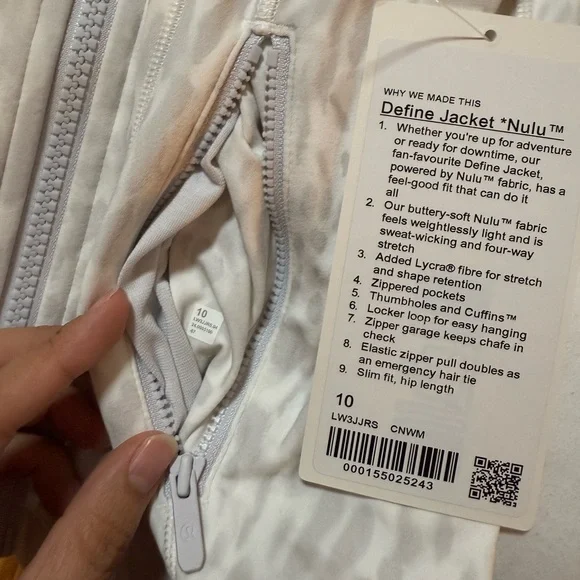 WHY WE MADE THIS
Define Jacket *Nulu™
1. Whether you're up for adventure
or ready for downtime, our
fan-favourite Define Jacket,
powered by Nulu™ fabric, has a
feel-good fit that can do it
all
2. Our buttery-soft Nulu™ fabric
feels weightlessly light and is
sweat-wicking and four-way
stretch
3. Added Lycra® fibre for stretch
and shape retention
4. Zippered pockets
5. Thumbholes and Cuffins™
6. Locker loop for easy hanging
7. Zipper garage keeps chafe in
check
8. Elastic zipper pull doubles as
an emergency hair tie
9. Slim fit, hip length
10
LW3JJRS CNWM
000155025243
10